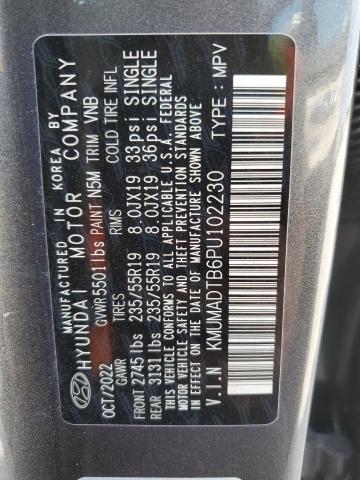 MANUFACTURED IN KOREA BY
HYUNDAI MOTOR COMPANY
OCT/2022 GVWR 5501lbs PAINT N5M TRIM VNB
GAWR TIRES RIMS COLD TIRE INFL
FRONT 2745lbs 235/55R19 8.0JX19 33psi SINGLE
REAR 3131lbs 235/55R19 8.0JX19 36psi SINGLE
THIS VEHICLE CONFORMS TO ALL APPLICABLE U.S.A. FEDERAL
MOTOR VEHICLE SAFETY AND THEFT PREVENTION STANDARDS
IN EFFECT ON THE DATE OF MANUFACTURE SHOWN ABOVE.
V.I.N KMUMADTB6PU102230 TYPE : MPV